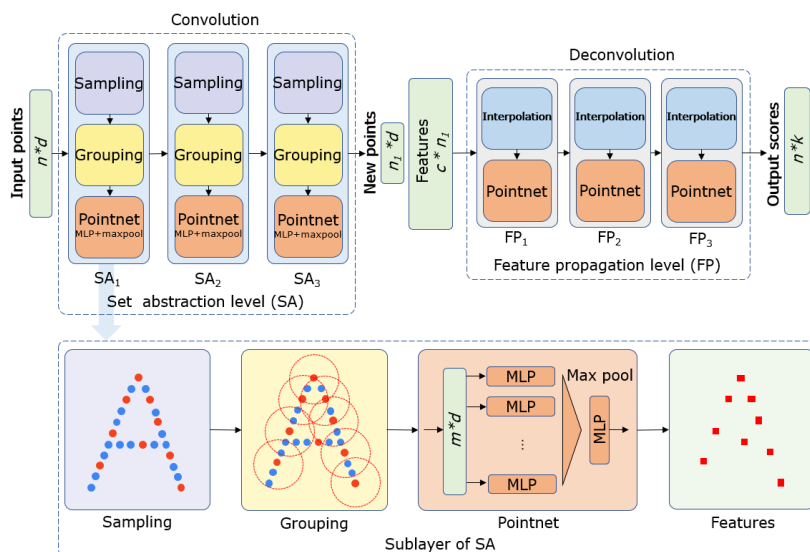 Convolution
Deconvolution
Input points
n*d
Sampling
Sampling
Sampling
Grouping
Grouping
Grouping
Pointnet
MLP+maxpool
Pointnet
MLP+maxpool
Pointnet
MLP+maxpool
SA1
SA2
SA3
Set abstraction level (SA)
New points
n1 *d
Features
c * n1
Interpolation
Interpolation
Interpolation
Pointnet
Pointnet
Pointnet
FP1
FP2
FP3
Feature propagation level (FP)
Output scores
n*k
m*d
MLP
MLP
...
MLP
Max pool
MLP
Sampling
Grouping
Pointnet
Features
Sublayer of SA